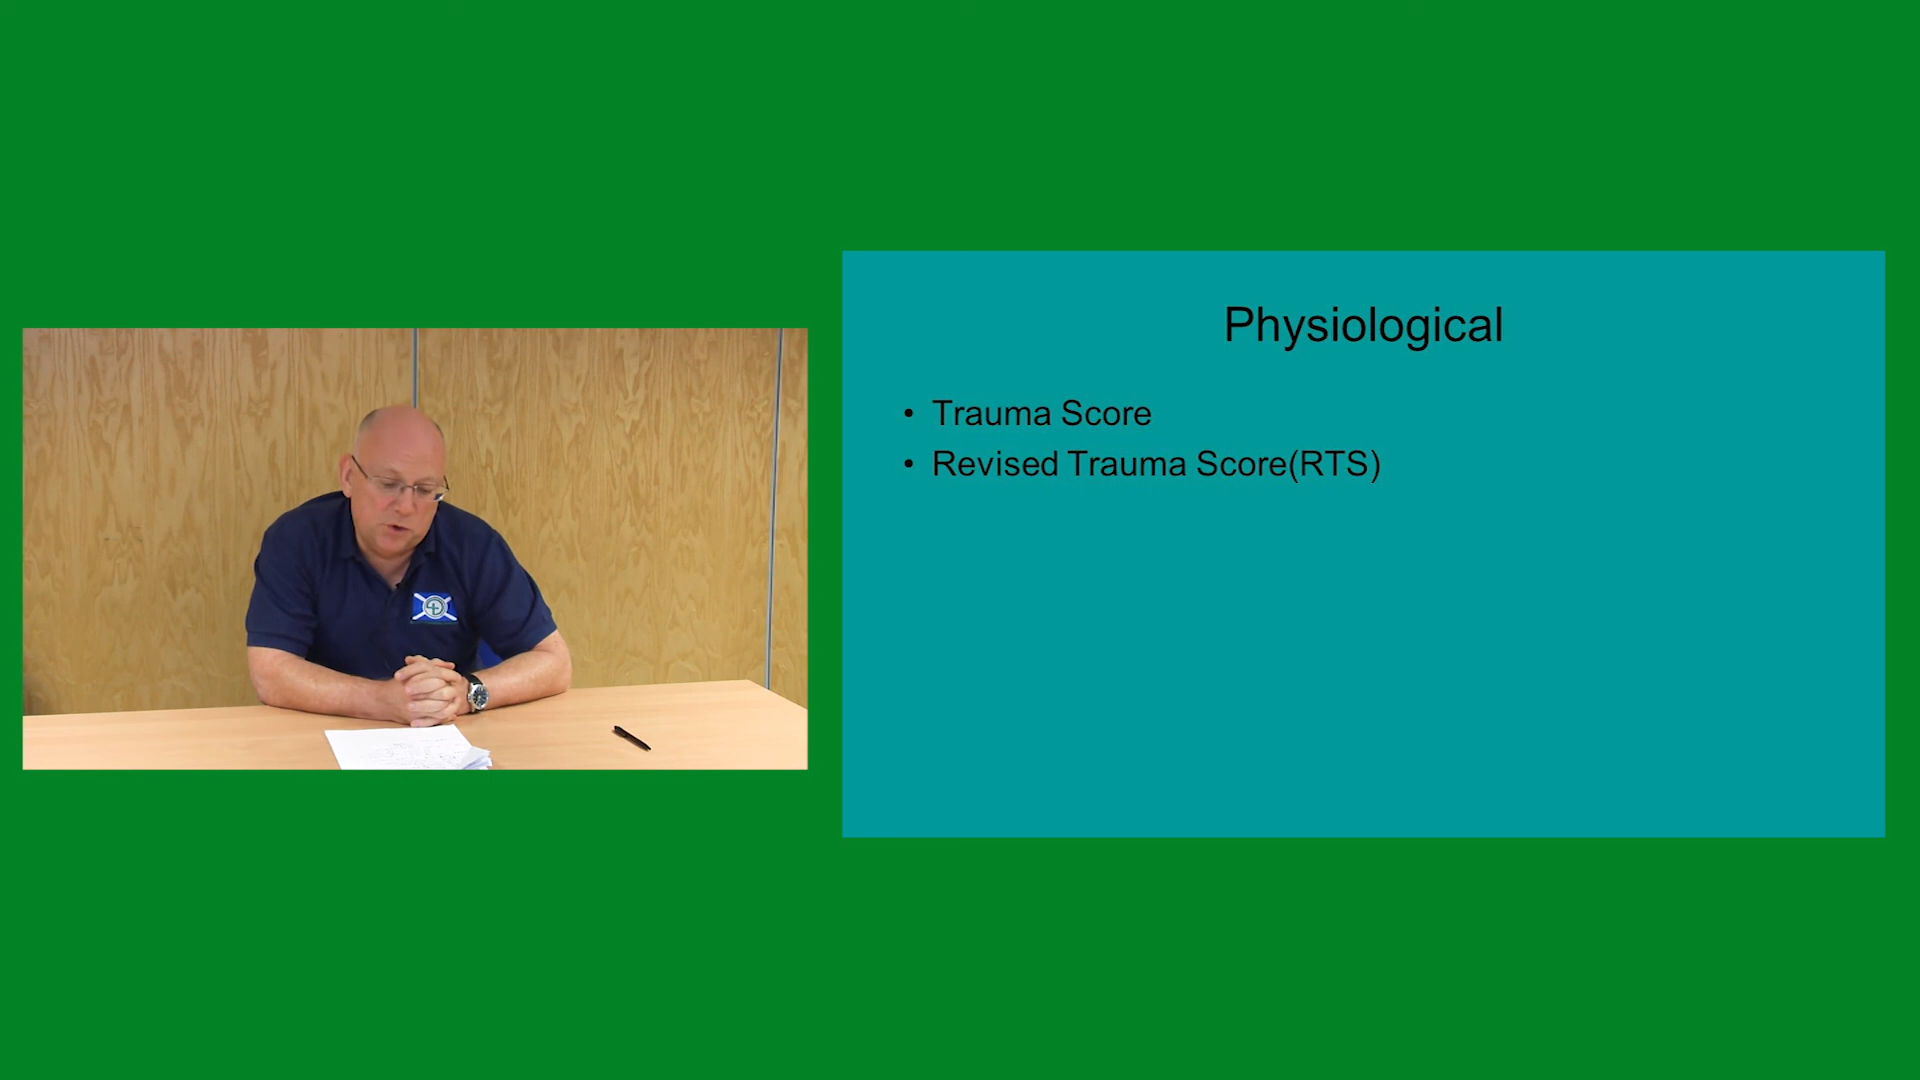 Physiological
• Trauma Score
• Revised Trauma Score(RTS)